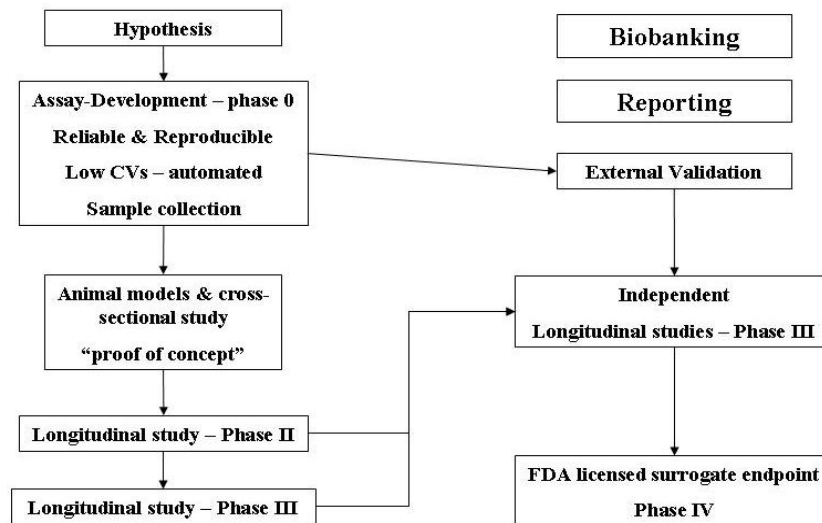 Hypothesis
Assay-Development – phase 0
Reliable & Reproducible
Low CVs – automated
Sample collection
Animal models & cross-
sectional study
“proof of concept”
Longitudinal study – Phase II
Longitudinal study – Phase III
Biobanking
Reporting
External Validation
Independent
Longitudinal studies – Phase III
FDA licensed surrogate endpoint
Phase IV